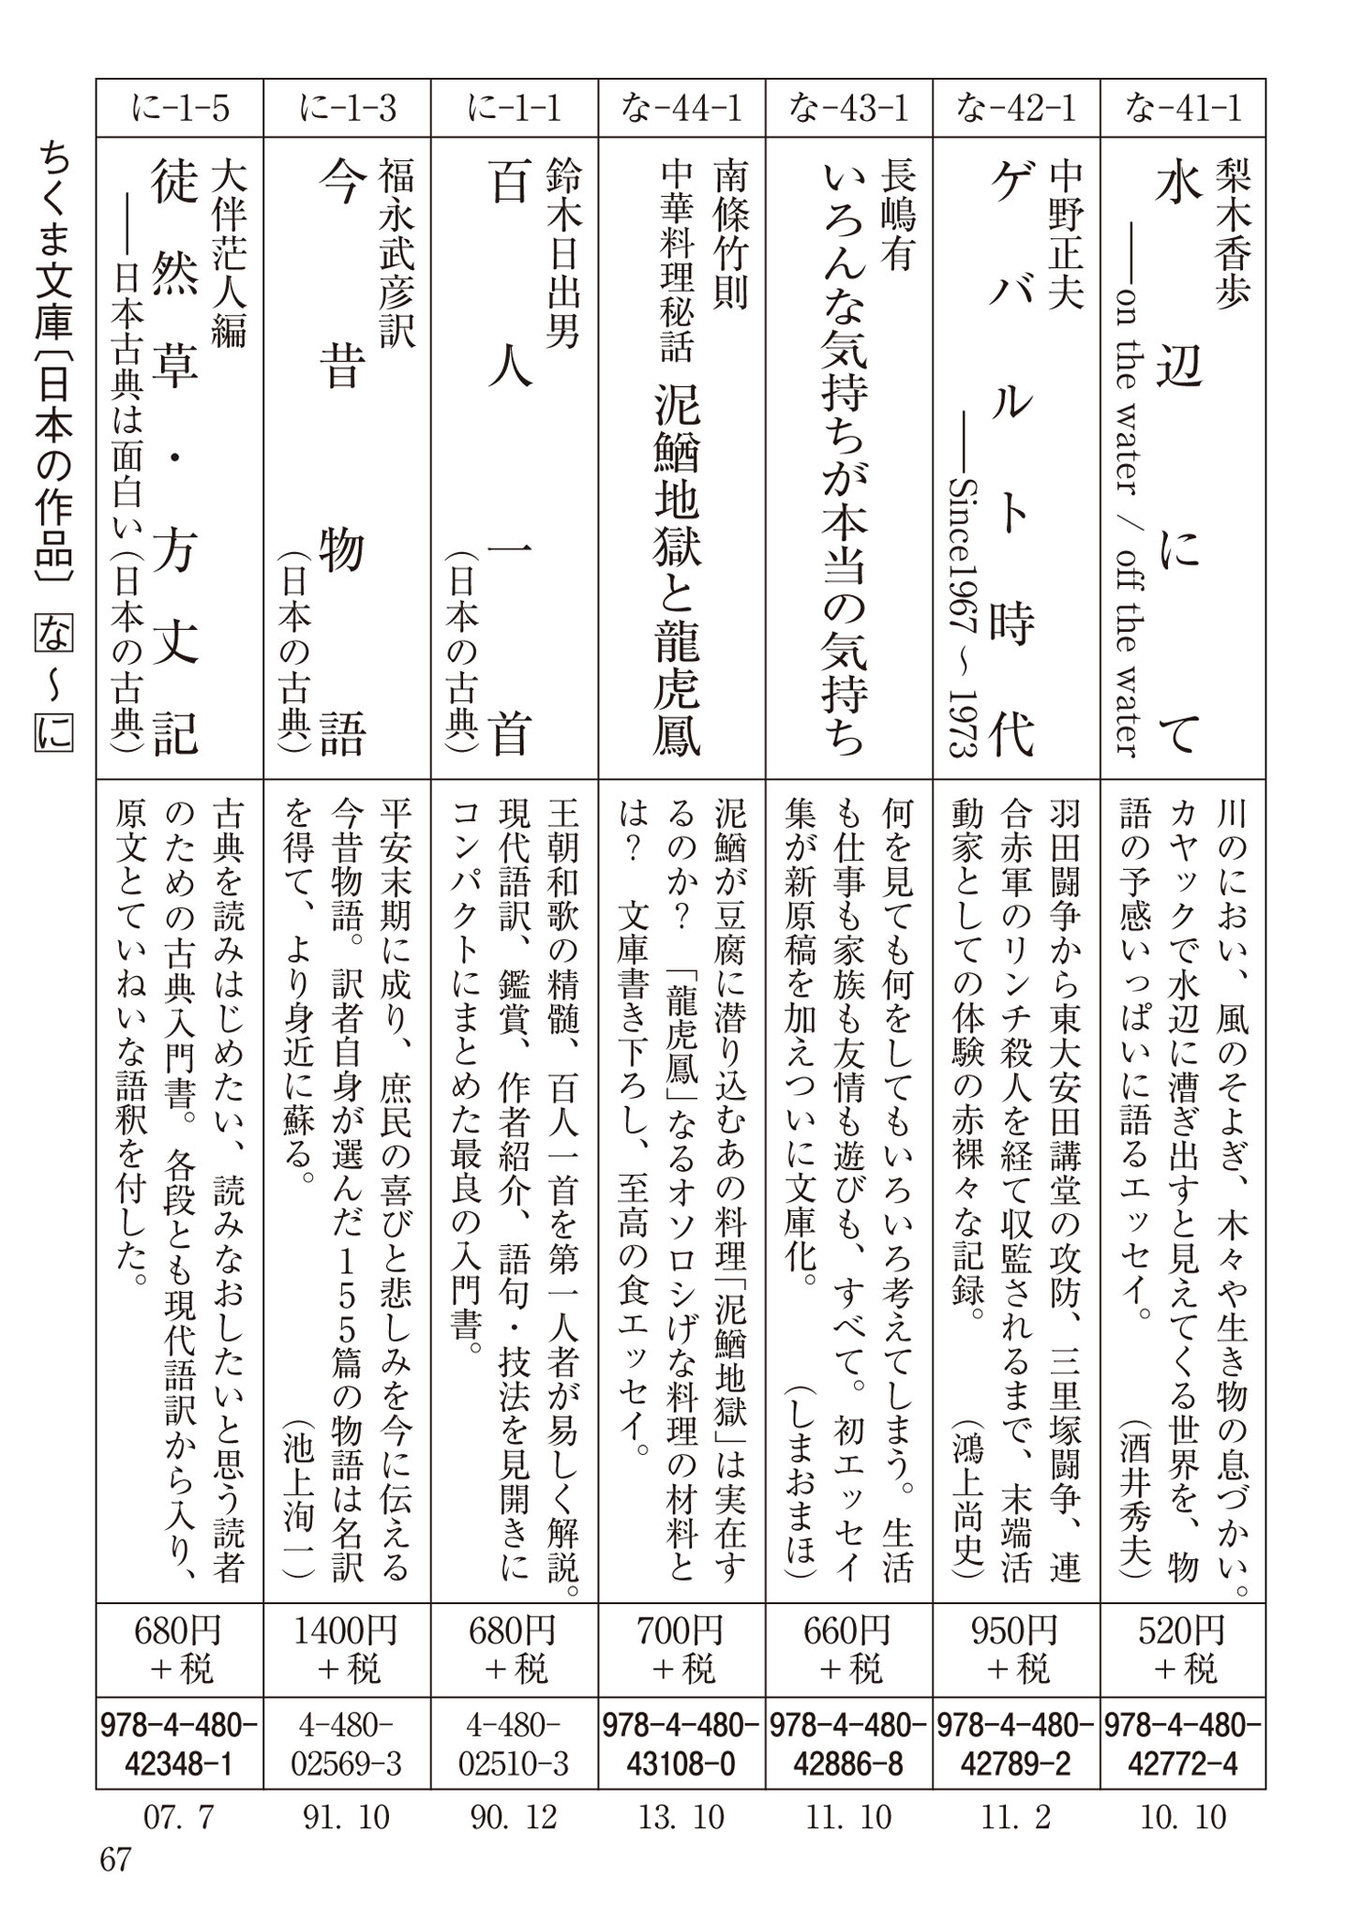 な-41-1
梨木香歩
水辺にて
――on the water / off the water
川のにおい、風のそよぎ、木々や生き物の息づかい。
カヤックで水辺に漕ぎ出すと見えてくる世界を、物
語の予感いっぱいに語るエッセイ。　（酒井秀夫）
520円
＋税
978-4-480-
42772-4
10. 10
な-42-1
中野正夫
ゲバルト時代
――Since1967 ～ 1973
羽田闘争から東大安田講堂の攻防、三里塚闘争、連
合赤軍のリンチ殺人を経て収監されるまで、末端活
動家としての体験の赤裸々な記録。　（鴻上尚史）
950円
＋税
978-4-480-
42789-2
11. 2
な-43-1
長嶋有
いろんな気持ちが本当の気持ち
何を見ても何をしてもいろいろ考えてしまう。生活
も仕事も家族も友情も遊びも、すべて。初エッセイ
集が新原稿を加えついに文庫化。　（しまおまほ）
660円
＋税
978-4-480-
42886-8
11. 10
な-44-1
南條竹則
中華料理秘話　泥鰌地獄と龍虎鳳
泥鰌が豆腐に潜り込むあの料理「泥鰌地獄」は実在す
るのか？　「龍虎鳳」なるオソロシげな料理の材料と
は？　文庫書き下ろし、至高の食エッセイ。
700円
＋税
978-4-480-
43108-0
13. 10
に-1-1
鈴木日出男
百人一首
（日本の古典）
王朝和歌の精髄、百人一首を第一人者が易しく解説。
現代語訳、鑑賞、作者紹介、語句・技法を見開きに
コンパクトにまとめた最良の入門書。
680円
＋税
4-480-
02510-3
90. 12
に-1-3
福永武彦訳
今昔物語
（日本の古典）
平安末期に成り、庶民の喜びと悲しみを今に伝える
今昔物語。訳者自身が選んだ155篇の物語は名訳
を得て、より身近に蘇る。　（池上洵一）
1400円
＋税
4-480-
02569-3
91. 10
に-1-5
大伴茫人編
徒然草・方丈記
――日本古典は面白い（日本の古典）
古典を読みはじめたい、読みなおしたいと思う読者
のための古典入門書。各段とも現代語訳から入り、
原文とていねいな語釈を付した。
680円
＋税
978-4-480-
42348-1
07. 7
ちくま文庫〔日本の作品〕な～に
67